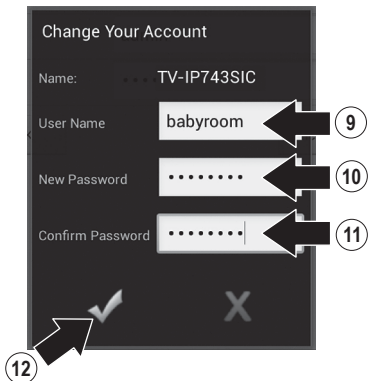 Change Your Account
Name: TV-IP743SIC
User Name babyroom 9
New Password •••••••• 10
Confirm Password •••••••• 11
X
12